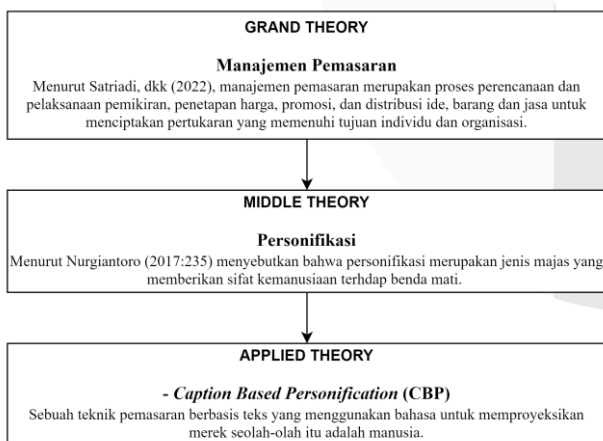 GRAND THEORY
Manajemen Pemasaran
Menurut Satriadi, dkk (2022), manajemen pemasaran merupakan proses perencanaan dan
pelaksanaan pemikiran, penetapan harga, promosi, dan distribusi ide, barang dan jasa untuk
menciptakan pertukaran yang memenuhi tujuan individu dan organisasi.
MIDDLE THEORY
Personifikasi
Menurut Nurgiantoro (2017:235) menyebutkan bahwa personifikasi merupakan jenis majas yang
memberikan sifat kemanusiaan terhdap benda mati.
APPLIED THEORY
- Caption Based Personification (CBP)
Sebuah teknik pemasaran berbasis teks yang menggunakan bahasa untuk memproyeksikan
merek seolah-olah itu adalah manusia.